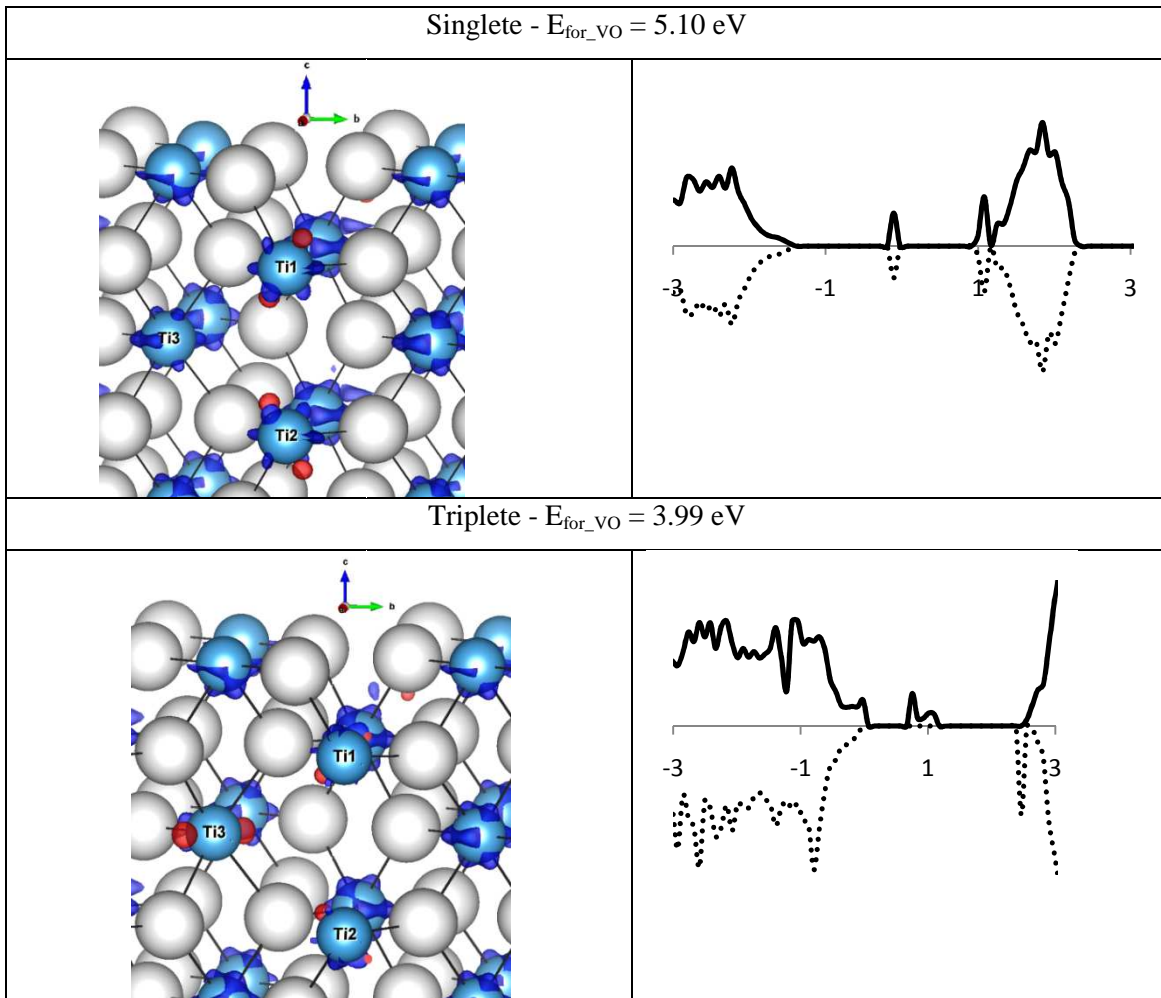 Singlete - E_for_VO = 5.10 eV
c
b
Ti1
Ti3
Ti2
-3 -1 1 3
Triplete - E_for_VO = 3.99 eV
c
b
Ti1
Ti3
Ti2
-3 -1 1 3